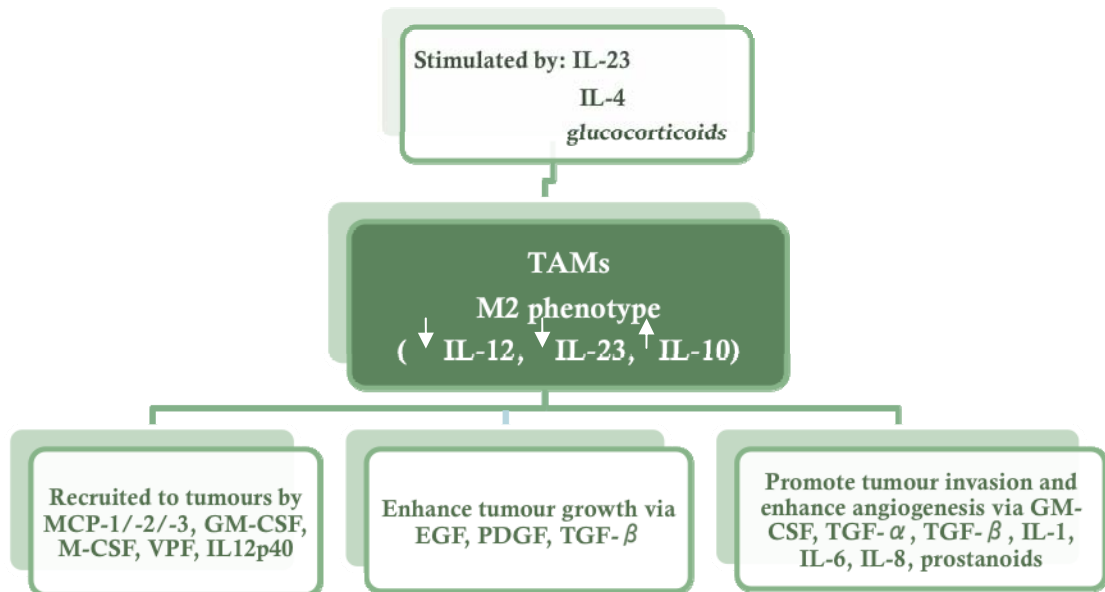 Stimulated by: IL-23
IL-4
glucocorticoids
TAMs
M2 phenotype
( ↓ IL-12, ↓ IL-23, ↑ IL-10)
Recruited to tumours by
MCP-1/-2/-3, GM-CSF,
M-CSF, VPF, IL12p40
Enhance tumour growth via
EGF, PDGF, TGF-β
Promote tumour invasion and
enhance angiogenesis via GM-
CSF, TGF-α, TGF-β, IL-1,
IL-6, IL-8, prostanoids